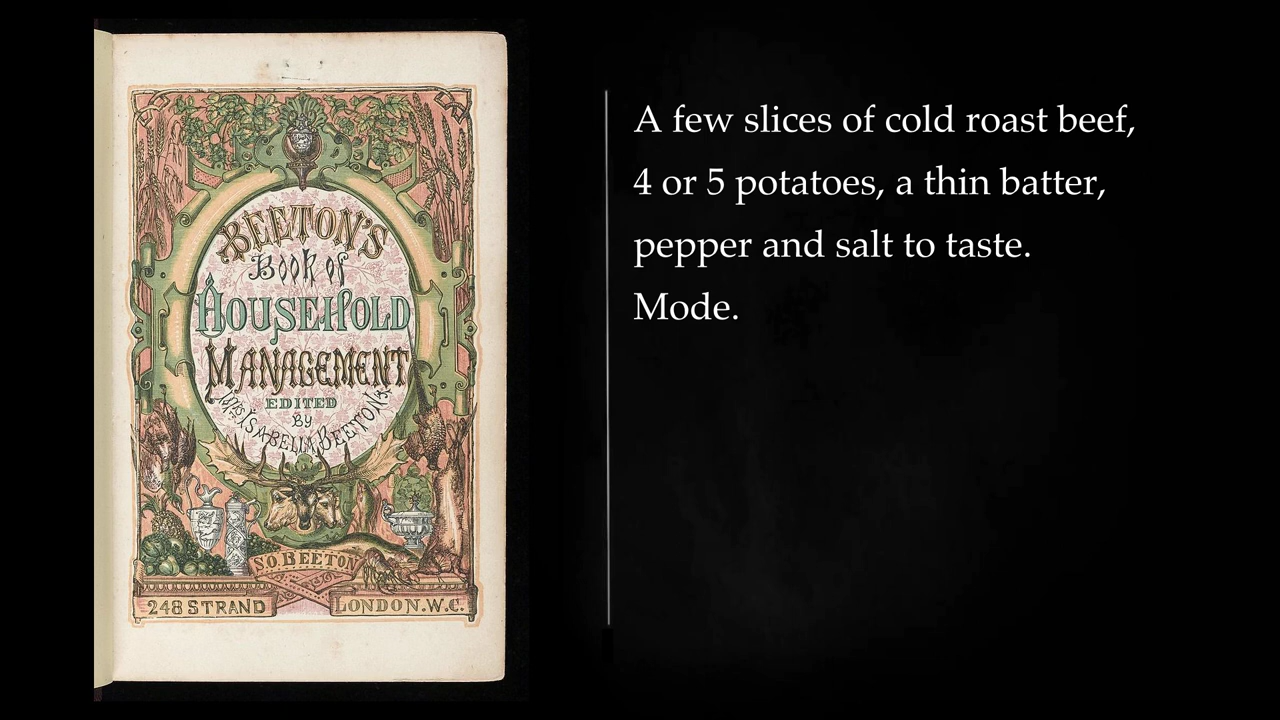 BEETON'S
Book of
HOUSEHOLD
MANAGEMENT
EDITED
By
MRS ISABELLA BEETON
S.O. BEETON
248 STRAND
LONDON. W.C.
A few slices of cold roast beef,
4 or 5 potatoes, a thin batter,
pepper and salt to taste.
Mode.